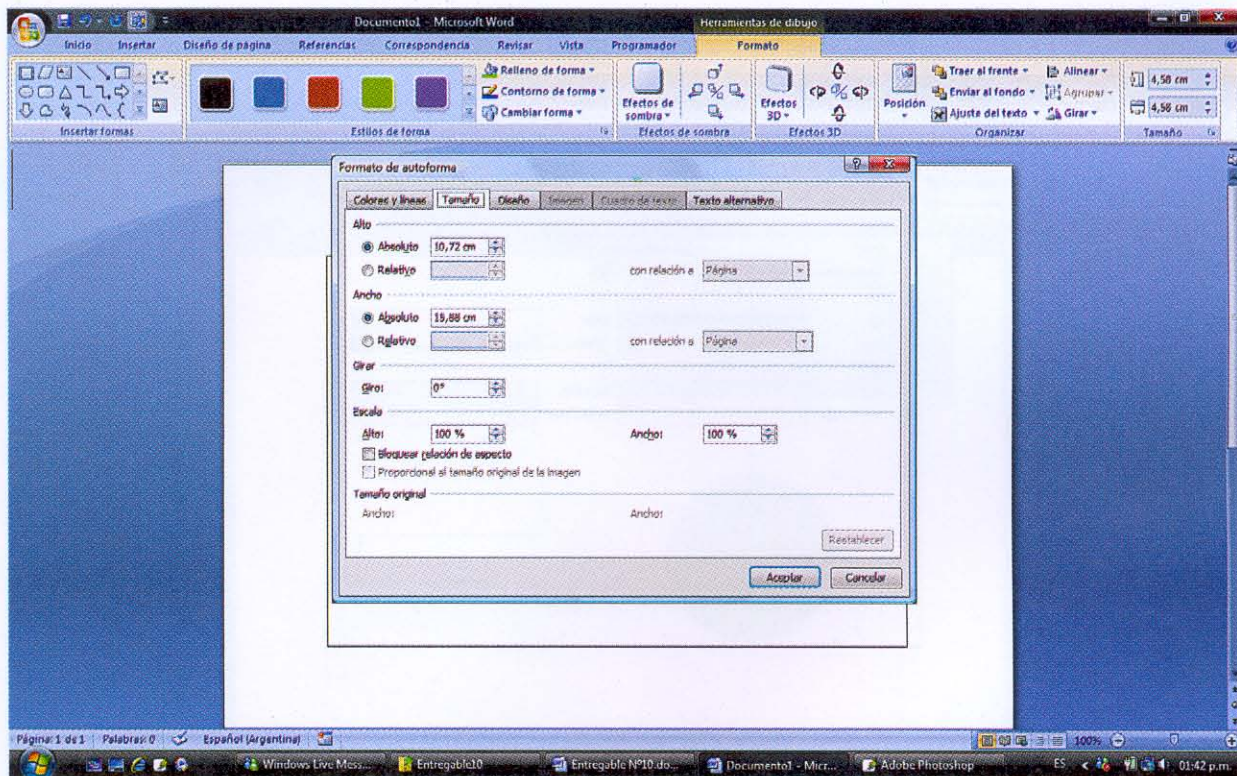 Documento1 - Microsoft Word
Herramientas de dibujo
Inicio Insertar Diseño de pagina Referencias Correspondencia Revisar Vista Programador Formato
Relleno de forma
Contorno de forma
Cambiar forma
Efectos de sombra
Efectos 3D
Posición
Traer al frente
Enviar al fondo
Ajuste del texto
Alinear
Agrupar
Girar
4,58 cm
4,58 cm
Insertar formas Estilos de forma Efectos de sombra Efectos 3D Organizar Tamaño
Formato de autoforma
Colores y líneas Tamaño Diseño Imagen Cuadro de texto Texto alternativo
Alto
Absoluto 10,72 cm
Relativo con relación a Página
Ancho
Absoluto 15,88 cm
Relativo con relación a Página
Girar
Giro: 0°
Escala
Alto: 100 % Ancho: 100 %
Bloquear relación de aspecto
Proporcional al tamaño original de la imagen
Tamaño original
Ancho: Ancho:
Restablecer
Aceptar Cancelar
Página: 1 de 1 Palabras: 0 Español (Argentina) 100%
Windows Live Mess... Entregable10 Entregable Nº10.do... Documento1 - Micr... Adobe Photoshop ES 01:42 p.m.